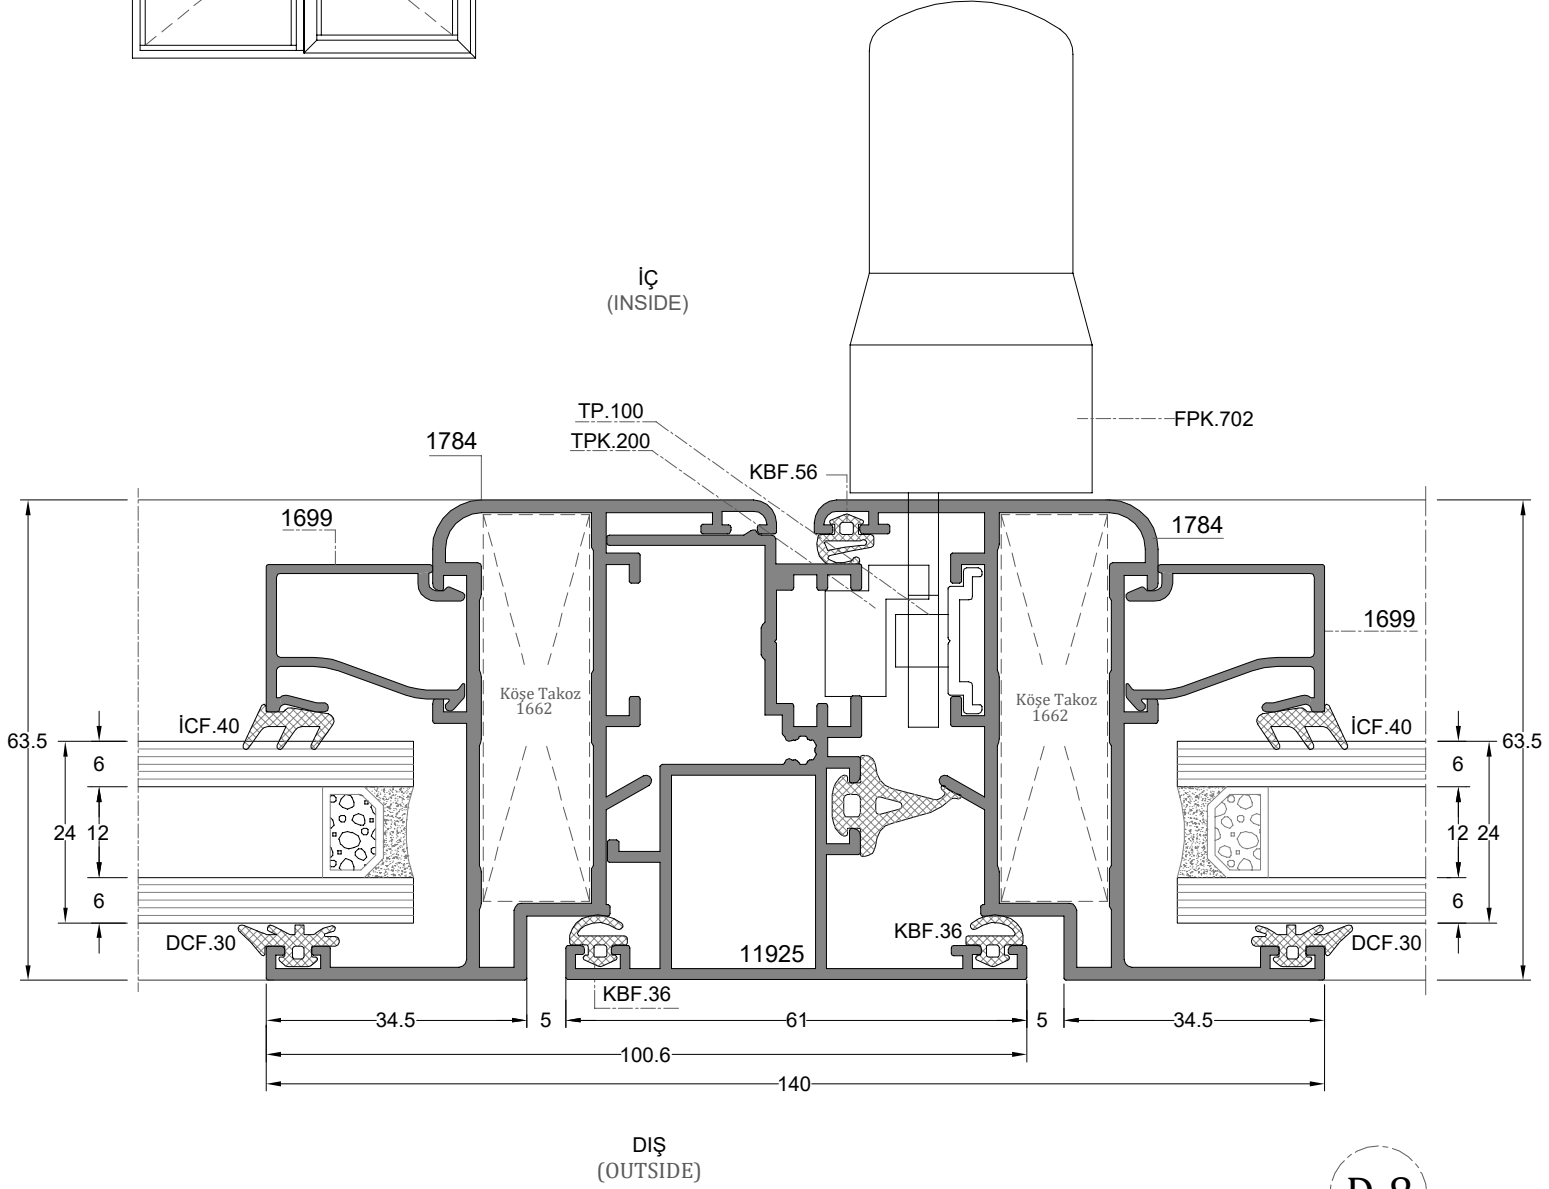 İÇ
(INSIDE)
TP.100
TPK.200
FPK.702
1784
KBF.56
1699
1784
1699
Köşe Takoz
1662
Köşe Takoz
1662
İCF.40
İCF.40
63.5
63.5
6
6
24
12
12
24
6
6
DCF.30
KBF.36
DCF.30
11925
KBF.36
34.5
5
61
5
34.5
100.6
140
DIŞ
(OUTSIDE)